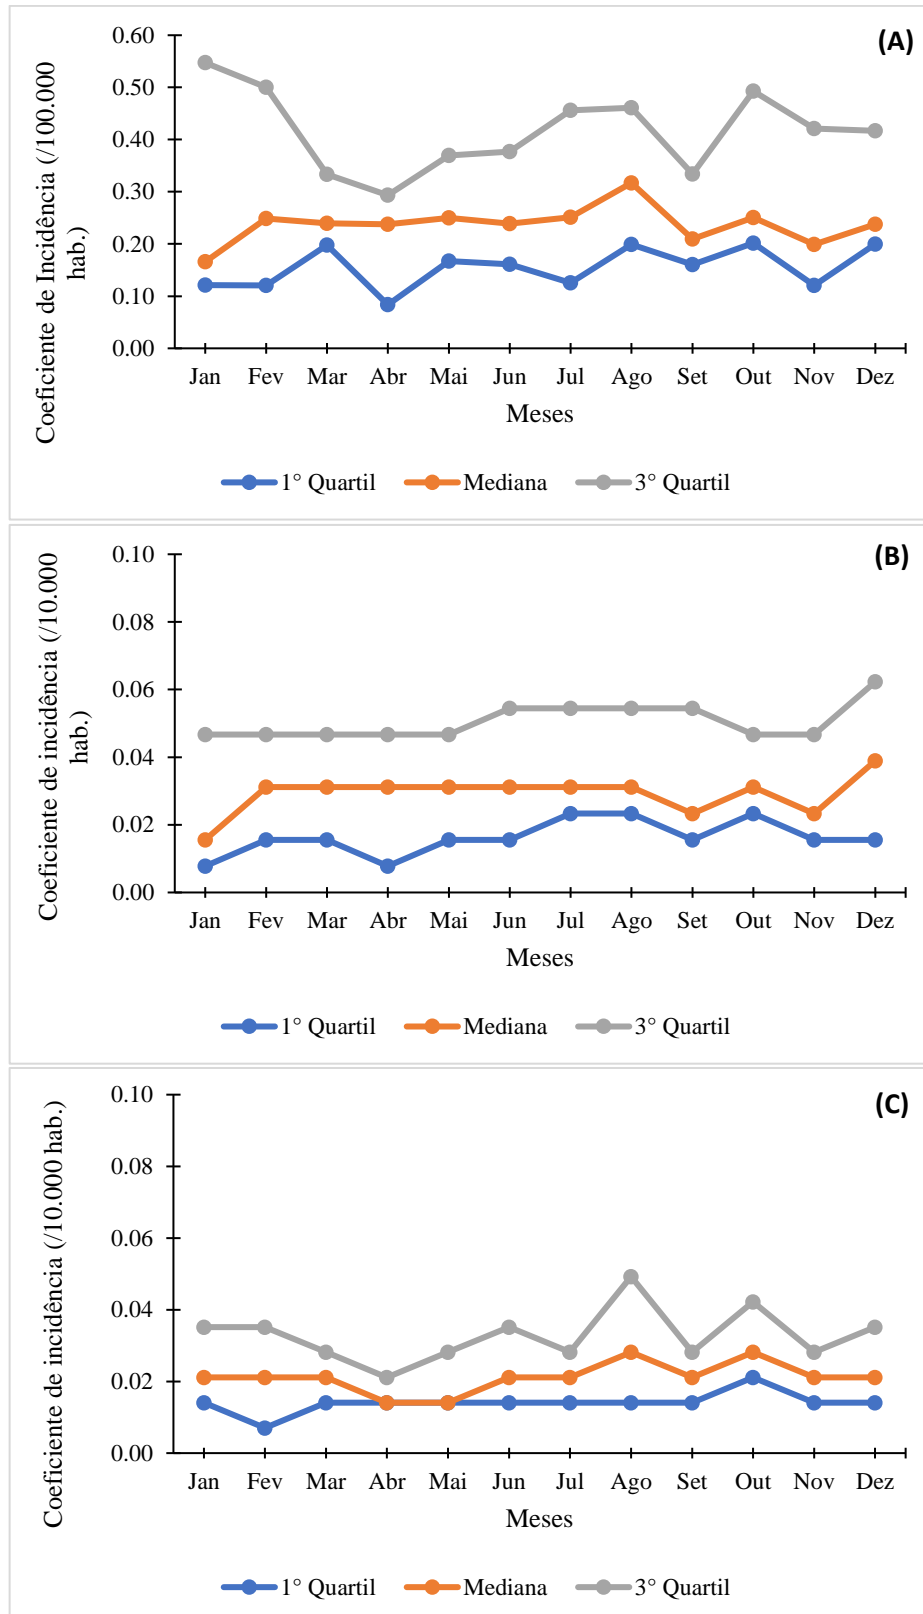 (A)
Coeficiente de Incidência (/100.000
hab.)
0.60
0.50
0.40
0.30
0.20
0.10
0.00
Jan Fev Mar Abr Mai Jun Jul Ago Set Out Nov Dez
Meses
1° Quartil Mediana 3° Quartil
(B)
Coeficiente de incidência (/10.000
hab.)
0.10
0.08
0.06
0.04
0.02
0.00
Jan Fev Mar Abr Mai Jun Jul Ago Set Out Nov Dez
Meses
1° Quartil Mediana 3° Quartil
(C)
Coeficiente de incidência (/10.000 hab.)
0.10
0.08
0.06
0.04
0.02
0.00
Jan Fev Mar Abr Mai Jun Jul Ago Set Out Nov Dez
Meses
1° Quartil Mediana 3° Quartil